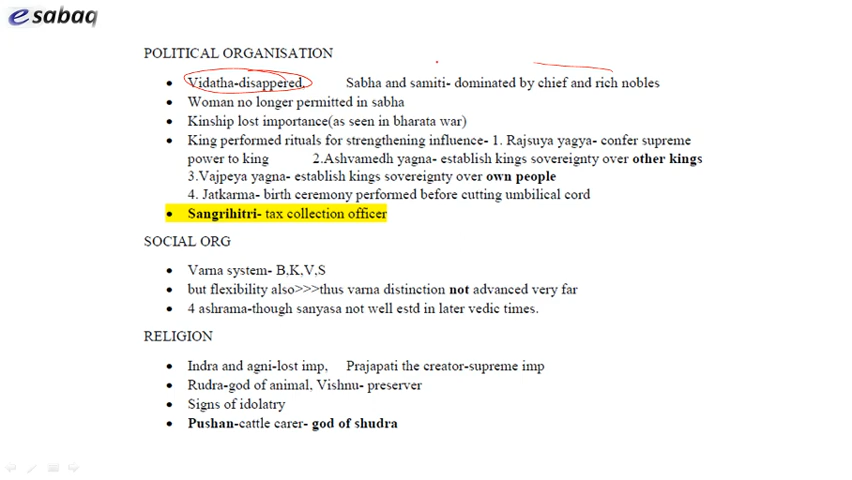 esabaq
POLITICAL ORGANISATION
• Vidatha-disappered. Sabha and samiti- dominated by chief and rich nobles
• Woman no longer permitted in sabha
• Kinship lost importance(as seen in bharata war)
• King performed rituals for strengthening influence- 1. Rajsuya yagya- confer supreme
power to king 2.Ashvamedh yagna- establish kings sovereignty over other kings
3.Vajpeya yagna- establish kings sovereignty over own people
4. Jatkarma- birth ceremony performed before cutting umbilical cord
• Sangrihitri- tax collection officer
SOCIAL ORG
• Varna system- B,K,V,S
• but flexibility also>>>thus varna distinction not advanced very far
• 4 ashrama-though sanyasa not well estd in later vedic times.
RELIGION
• Indra and agni-lost imp, Prajapati the creator-supreme imp
• Rudra-god of animal, Vishnu- preserver
• Signs of idolatry
• Pushan-cattle carer- god of shudra